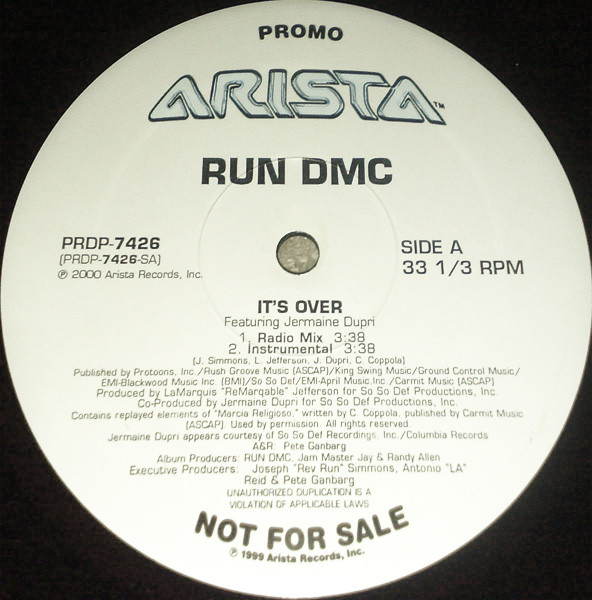 PROMO
ARISTA™
RUN DMC
PRDP-7426
(PRDP-7426-SA)
℗ 2000 Arista Records, Inc.
SIDE A
33 1/3 RPM
IT'S OVER
Featuring Jermaine Dupri
1. Radio Mix 3:38
2. Instrumental 3:38
(J. Simmons, L. Jefferson, J. Dupri, C. Coppola)
Published by Protoons, Inc./Rush Groove Music (ASCAP)/King Swing Music/Ground Control Music/
EMI-Blackwood Music Inc. (BMI)/So So Def/EMI-April Music,Inc./Carmit Music (ASCAP)
Produced by LaMarquis "ReMarqable" Jefferson for So So Def Productions, Inc.
Co-Produced by Jermaine Dupri for So So Def Productions, Inc.
Contains replayed elements of "Marcia Religioso," written by C. Coppola, published by Carmit Music
(ASCAP). Used by permission. All rights reserved.
Jermaine Dupri appears courtesy of So So Def Recordings, Inc./Columbia Records
A&R: Pete Ganbarg
Album Producers: RUN DMC, Jam Master Jay & Randy Allen
Executive Producers: Joseph "Rev Run" Simmons, Antonio "LA"
Reid & Pete Ganbarg
UNAUTHORIZED DUPLICATION IS A
VIOLATION OF APPLICABLE LAWS
NOT FOR SALE
℗ 1999 Arista Records, Inc.